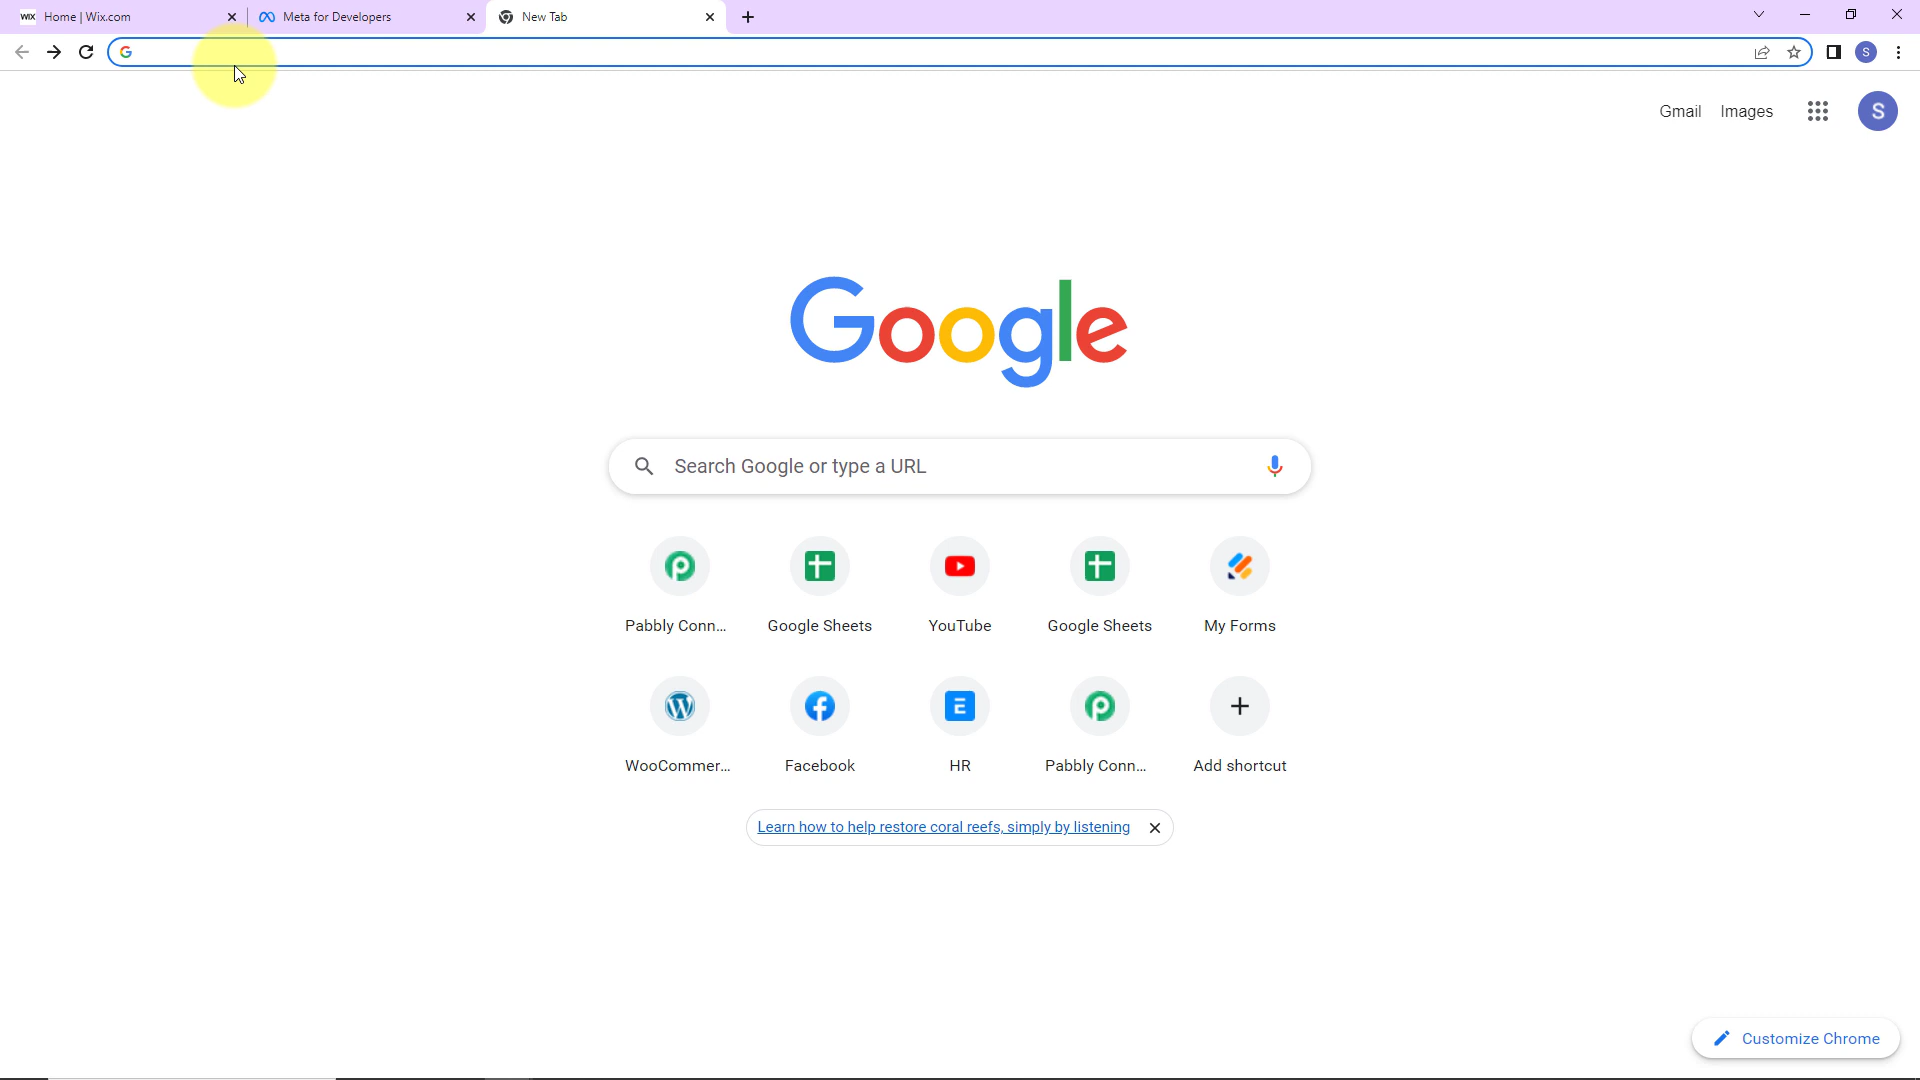 WIX Home | Wix.com Meta for Developers New Tab
G S
Gmail Images S
Google
Search Google or type a URL
Pabbly Conn... Google Sheets YouTube Google Sheets My Forms
WooCommer... Facebook HR Pabbly Conn... Add shortcut
Learn how to help restore coral reefs, simply by listening
Customize Chrome